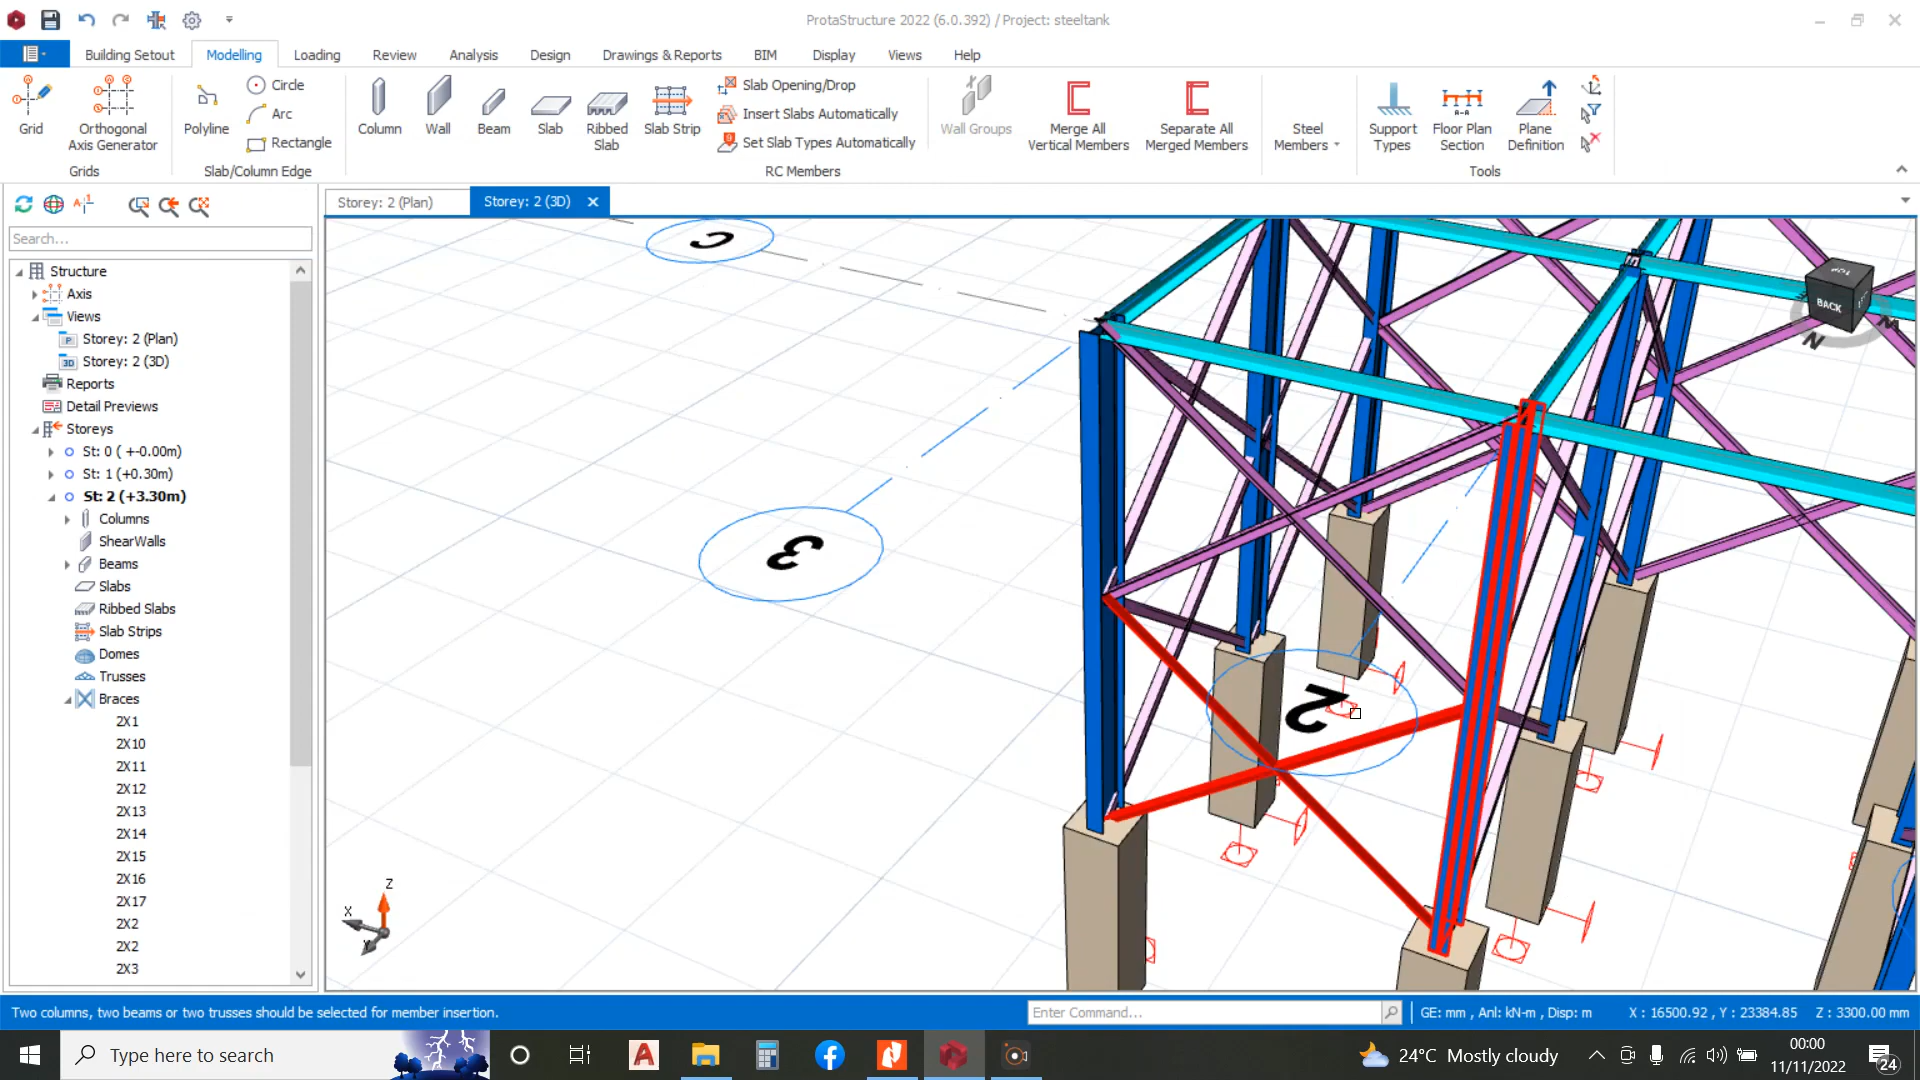 ProtaStructure 2022 (6.0.392) / Project: steeltank
Building Setout
Modelling
Loading
Review
Analysis
Design
Drawings & Reports
BIM
Display
Views
Help
Grid
Orthogonal
Axis Generator
Grids
Polyline
Circle
Arc
Rectangle
Slab/Column Edge
Column
Wall
Beam
Slab
Ribbed
Slab
Slab Strip
Slab Opening/Drop
Insert Slabs Automatically
Set Slab Types Automatically
RC Members
Wall Groups
Merge All
Vertical Members
Separate All
Merged Members
Steel
Members
Support
Types
Floor Plan
Section
Plane
Definition
Tools
Search...
Storey: 2 (Plan)
Storey: 2 (3D)
Structure
Axis
Views
Storey: 2 (Plan)
Storey: 2 (3D)
Reports
Detail Previews
Storeys
St: 0 ( +-0.00m)
St: 1 (+0.30m)
St: 2 (+3.30m)
Columns
ShearWalls
Beams
Slabs
Ribbed Slabs
Slab Strips
Domes
Trusses
Braces
2X1
2X10
2X11
2X12
2X13
2X14
2X15
2X16
2X17
2X2
2X2
2X3
C
3
2
TOP
BACK
N
Z
X
Y
Two columns, two beams or two trusses should be selected for member insertion.
Enter Command...
GE: mm , Anl: kN-m , Disp: m
X : 16500.92 , Y : 23384.85
Z : 3300.00 mm
Type here to search
24°C Mostly cloudy
00:00
11/11/2022
24